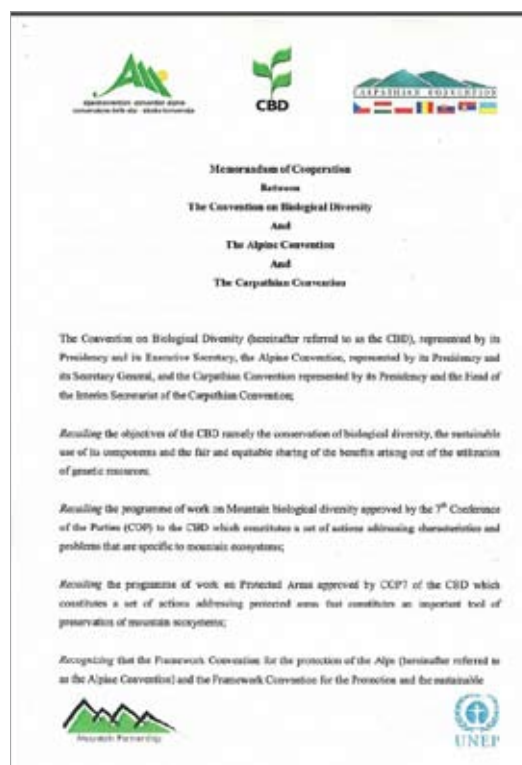 CBD
CARPATHIAN CONVENTION
Memorandum of Cooperation
Between
The Convention on Biological Diversity
And
The Alpine Convention
And
The Carpathian Convention
The Convention on Biological Diversity (hereinafter referred to as the CBD), represented by its
Presidency and its Executive Secretary, the Alpine Convention, represented by its Presidency and
its Secretary General, and the Carpathian Convention represented by its Presidency and the Head of
the Interim Secretariat of the Carpathian Convention;
Recalling the objectives of the CBD namely the conservation of biological diversity, the sustainable
use of its components and the fair and equitable sharing of the benefits arising out of the utilization
of genetic resources;
Recalling the programme of work on Mountain biological diversity approved by the 7th Conference
of the Parties (COP) to the CBD which constitutes a set of actions addressing characteristics and
problems that are specific to mountain ecosystems;
Recalling the programme of work on Protected Areas approved by COP7 of the CBD which
constitutes a set of actions addressing protected areas that constitutes an important tool of
preservation of mountain ecosystems;
Recognizing that the Framework Convention for the protection of the Alps (hereinafter referred to
as the Alpine Convention) and the Framework Convention for the Protection and the sustainable
Mountain Partnership
UNEP